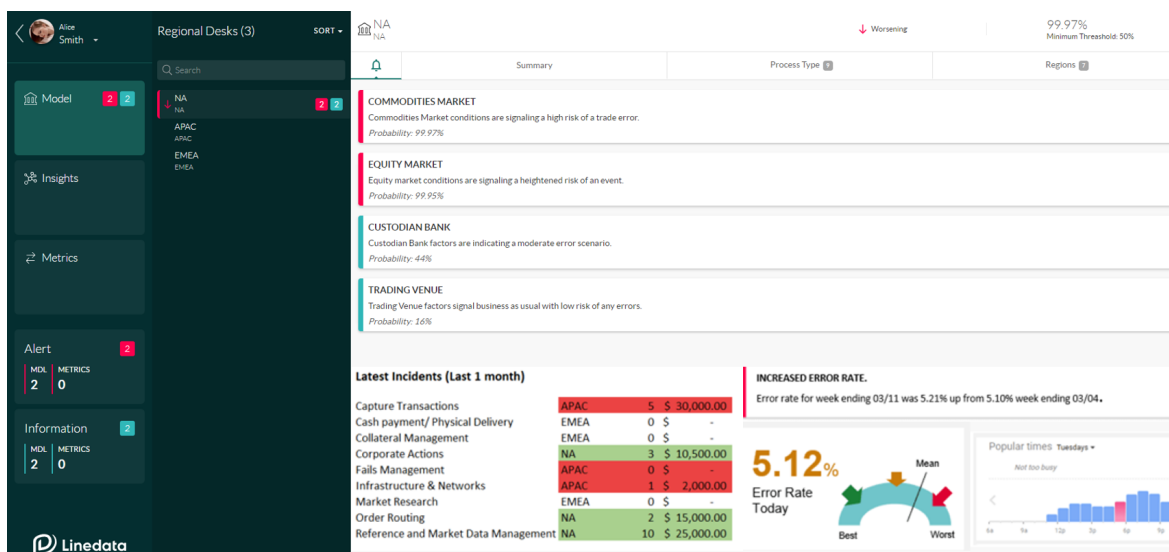 Alice
Smith
Model 2 2
Insights
Metrics
Alert 2
MDL METRICS
2 0
Information 2
MDL METRICS
2 0
Linedata
Regional Desks (3) SORT
Search
NA 2 2
NA
APAC
APAC
EMEA
EMEA
NA
NA
Worsening
99.97%
Minimum Threashold: 50%
Summary
Process Type 9
Regions 7
COMMODITIES MARKET
Commodities Market conditions are signaling a high risk of a trade error.
Probability: 99.97%
EQUITY MARKET
Equity market conditions are signaling a heightened risk of an event.
Probability: 99.95%
CUSTODIAN BANK
Custodian Bank factors are indicating a moderate error scenario.
Probability: 44%
TRADING VENUE
Trading Venue factors signal business as usual with low risk of any errors.
Probability: 16%
Latest Incidents (Last 1 month)
Capture Transactions APAC 5 $ 30,000.00
Cash payment/ Physical Delivery EMEA 0 $ -
Collateral Management EMEA 0 $ -
Corporate Actions NA 3 $ 10,500.00
Fails Management APAC 0 $ -
Infrastructure & Networks APAC 1 $ 2,000.00
Market Research EMEA 0 $ -
Order Routing NA 2 $ 15,000.00
Reference and Market Data Management NA 10 $ 25,000.00
INCREASED ERROR RATE.
Error rate for week ending 03/11 was 5.21% up from 5.10% week ending 03/04.
5.12%
Error Rate
Today
Mean
Best
Worst
Popular times Tuesdays
Not too busy
6a 9a 12p 3p 6p 9p